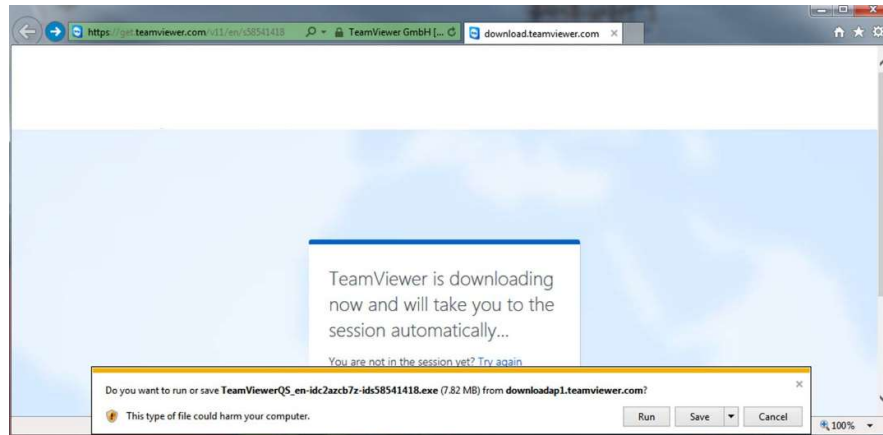 https://get.teamviewer.com/v11/en/s58541418 TeamViewer GmbH [... download.teamviewer.com
TeamViewer is downloading
now and will take you to the
session automatically...
You are not in the session yet? Try again
Do you want to run or save TeamViewerQS_en-idc2azcb7z-ids58541418.exe (7.82 MB) from downloadap1.teamviewer.com?
This type of file could harm your computer.
Run Save Cancel
100%